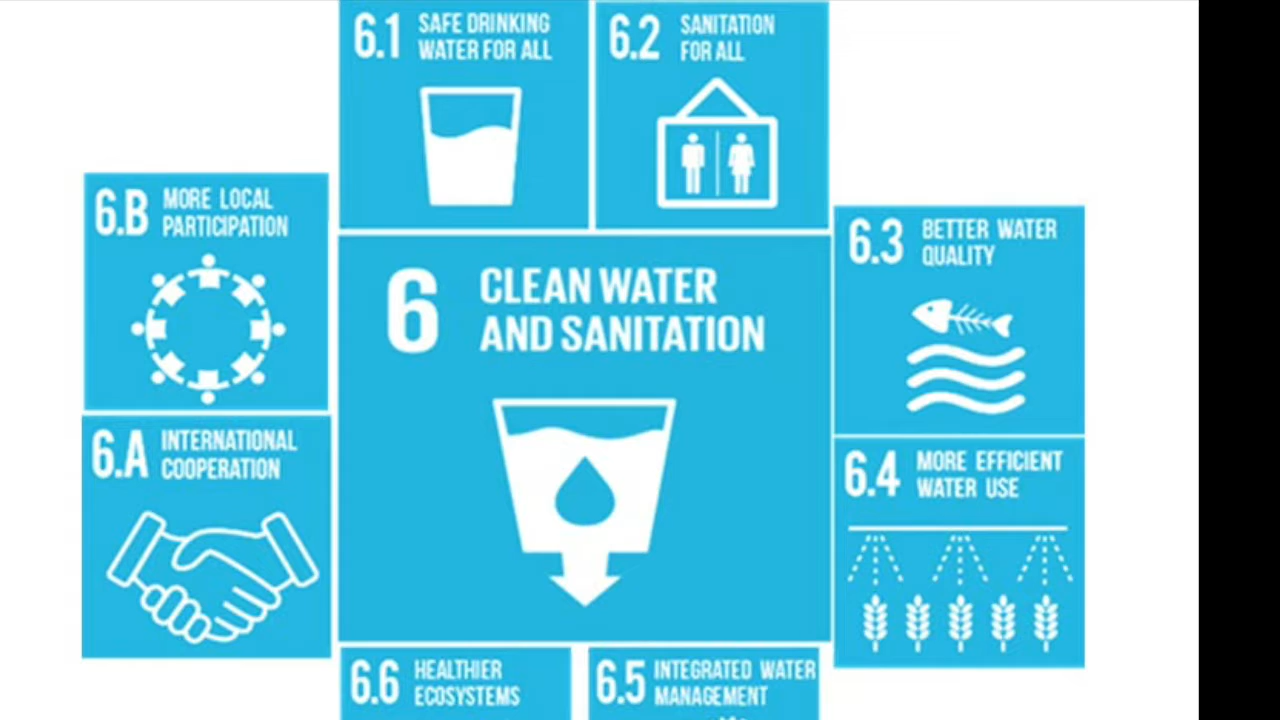 6.1 SAFE DRINKING
WATER FOR ALL
6.2 SANITATION
FOR ALL
6.B MORE LOCAL
PARTICIPATION
6.3 BETTER WATER
QUALITY
6 CLEAN WATER
AND SANITATION
6.A INTERNATIONAL
COOPERATION
6.4 MORE EFFICIENT
WATER USE
6.6 HEALTHIER
ECOSYSTEMS
6.5 INTEGRATED WATER
MANAGEMENT